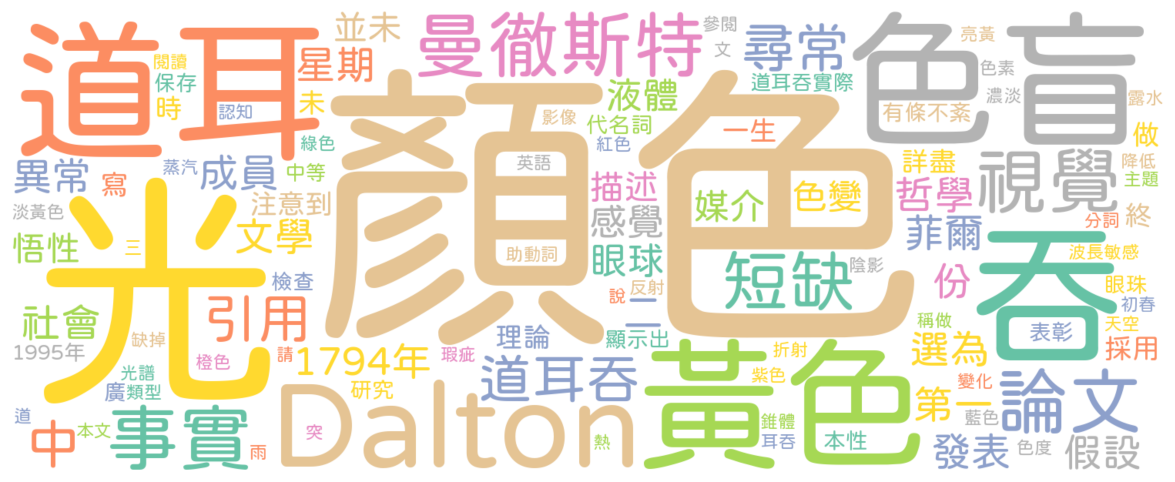 道耳
曼徹斯特
顏色
色盲
光
Dalton
黃色
吞
視覺
論文
事實
短缺
引用
道耳吞
1794年
星期
並未
尋常
參閱
文
亮黃
色素
濃淡
露水
有條不紊
道耳吞實際
液體
代名詞
影像
英語
紅色
一生
做
降低
主題
詳盡
哲學
終
分詞
菲爾
波長敏感
眼珠
初春
份
天空
採用
表彰
稱做
選為
變化
第一
藍色
發表
色度
假設
閱讀
保存
時
認知
未
綠色
蒸汽
成員
中等
異常
寫
注意到
淡黃色
文學
三
悟性
檢查
社會
1995年
缺掉
橙色
請
光譜
廣
類型
道
中
本文
雨
突
研究
理論
瑕疵
顯示出
說
反射
二
眼球
感覺
描述
媒介
色變
助動詞
陰影
折射
紫色
錐體
耳吞
本性
熱